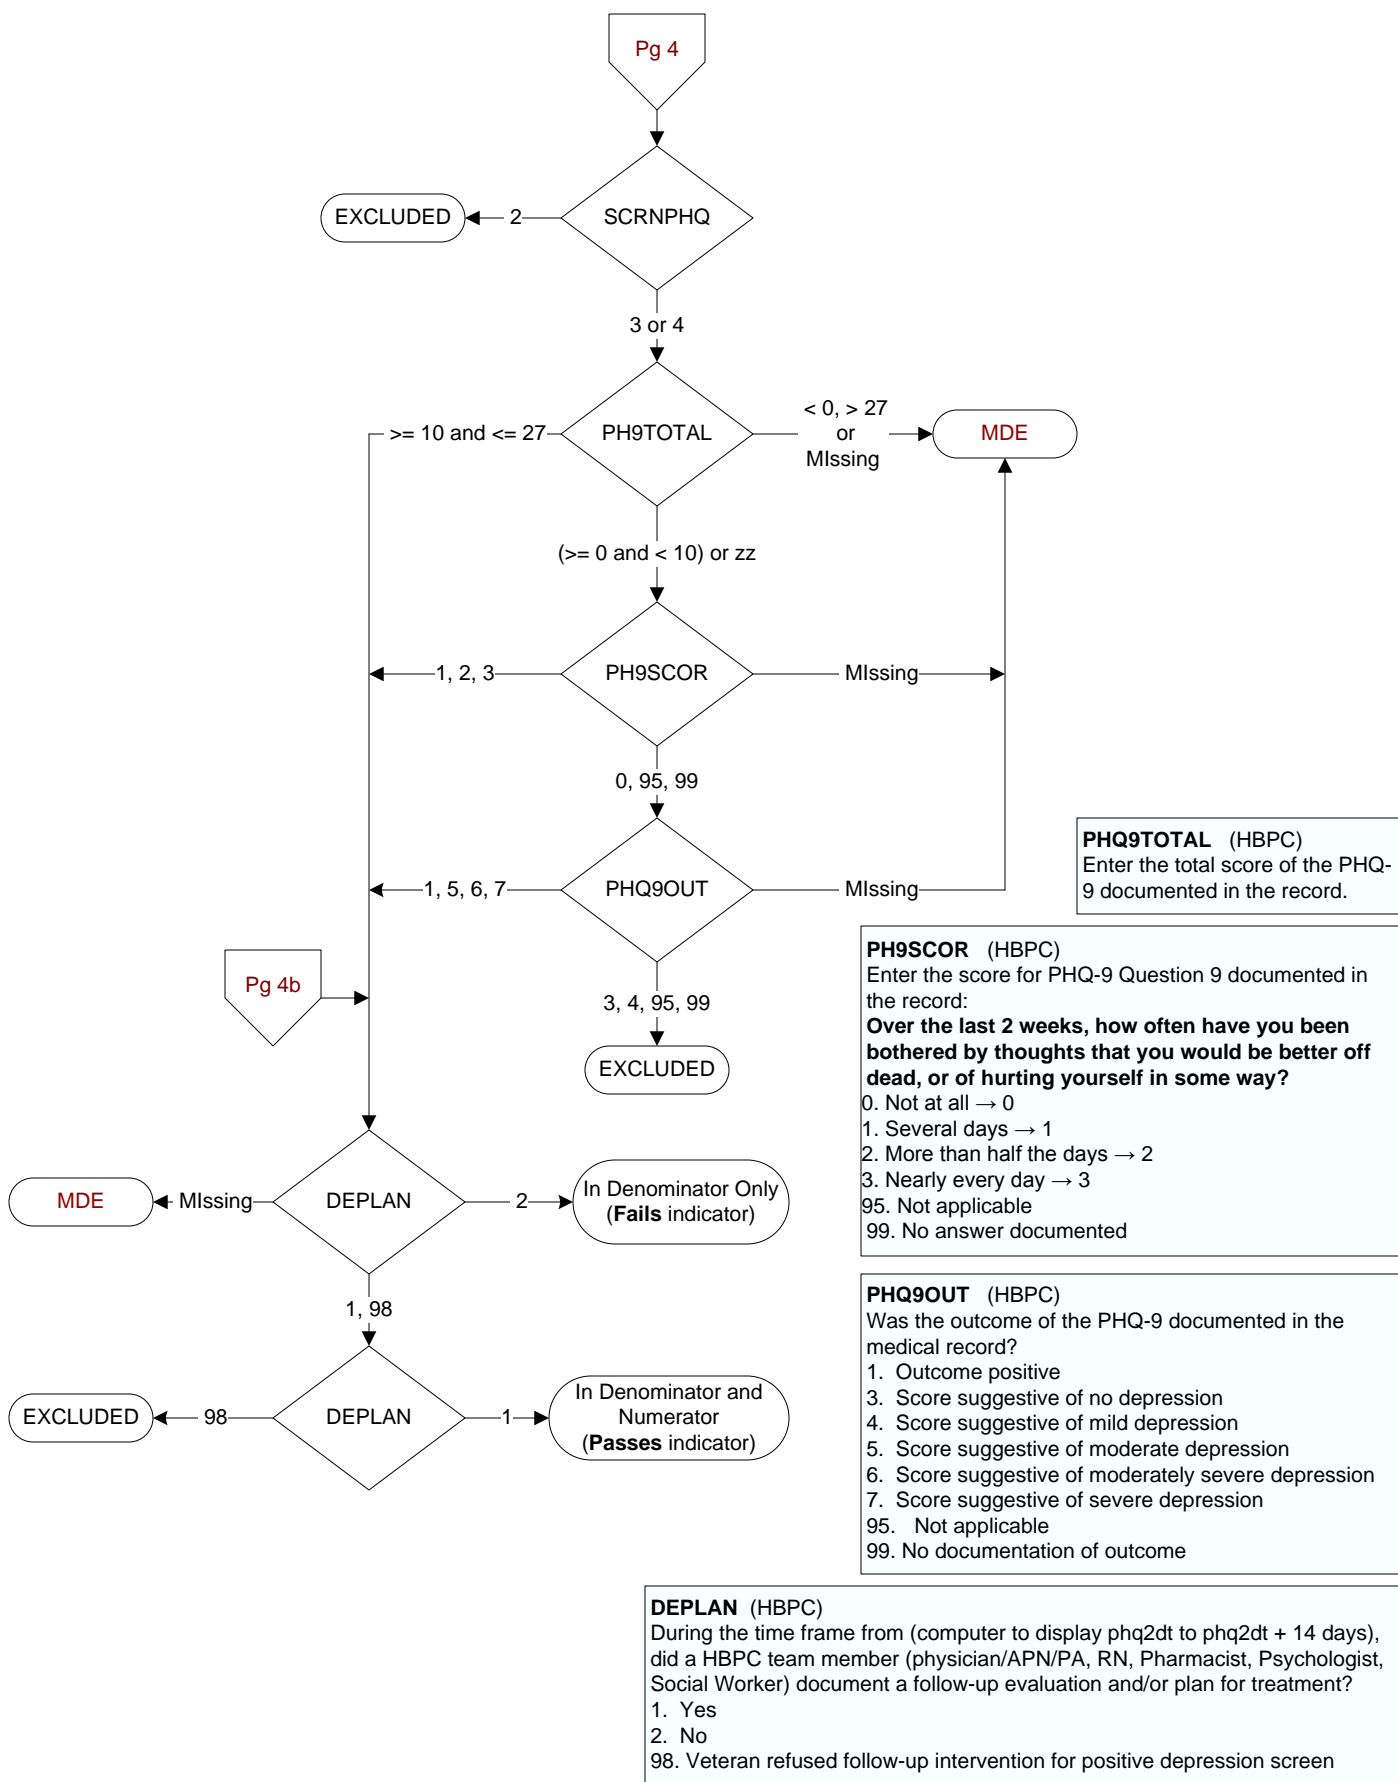 Pg 4
SCRNPHQ
2
EXCLUDED
3 or 4
PH9TOTAL
>= 10 and <= 27
< 0, > 27
or
MIssing
MDE
(>= 0 and < 10) or zz
PH9SCOR
1, 2, 3
MIssing
0, 95, 99
PHQ9OUT
1, 5, 6, 7
MIssing
3, 4, 95, 99
EXCLUDED
Pg 4b
DEPLAN
MIssing
MDE
2
In Denominator Only
(Fails indicator)
1, 98
DEPLAN
98
EXCLUDED
1
In Denominator and
Numerator
(Passes indicator)
PHQ9TOTAL (HBPC)
Enter the total score of the PHQ-
9 documented in the record.
PH9SCOR (HBPC)
Enter the score for PHQ-9 Question 9 documented in
the record:
Over the last 2 weeks, how often have you been
bothered by thoughts that you would be better off
dead, or of hurting yourself in some way?
0. Not at all → 0
1. Several days → 1
2. More than half the days → 2
3. Nearly every day → 3
95. Not applicable
99. No answer documented
PHQ9OUT (HBPC)
Was the outcome of the PHQ-9 documented in the
medical record?
1. Outcome positive
3. Score suggestive of no depression
4. Score suggestive of mild depression
5. Score suggestive of moderate depression
6. Score suggestive of moderately severe depression
7. Score suggestive of severe depression
95. Not applicable
99. No documentation of outcome
DEPLAN (HBPC)
During the time frame from (computer to display phq2dt to phq2dt + 14 days),
did a HBPC team member (physician/APN/PA, RN, Pharmacist, Psychologist,
Social Worker) document a follow-up evaluation and/or plan for treatment?
1. Yes
2. No
98. Veteran refused follow-up intervention for positive depression screen